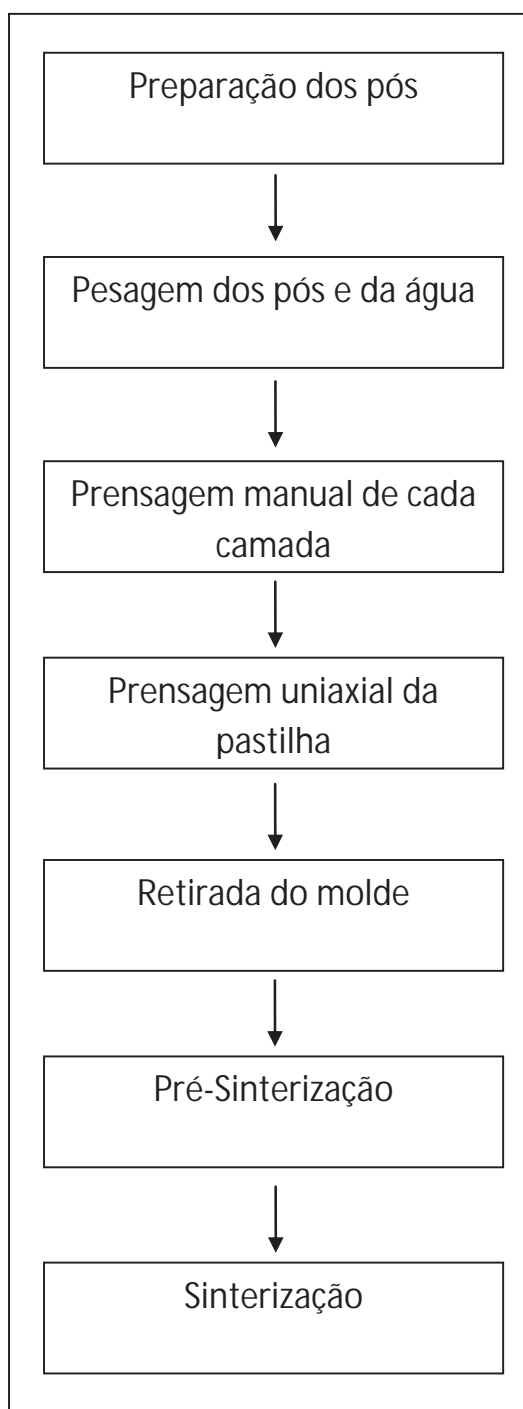 Preparação dos pós
Pesagem dos pós e da água
Prensagem manual de cada
camada
Prensagem uniaxial da
pastilha
Retirada do molde
Pré-Sinterização
Sinterização